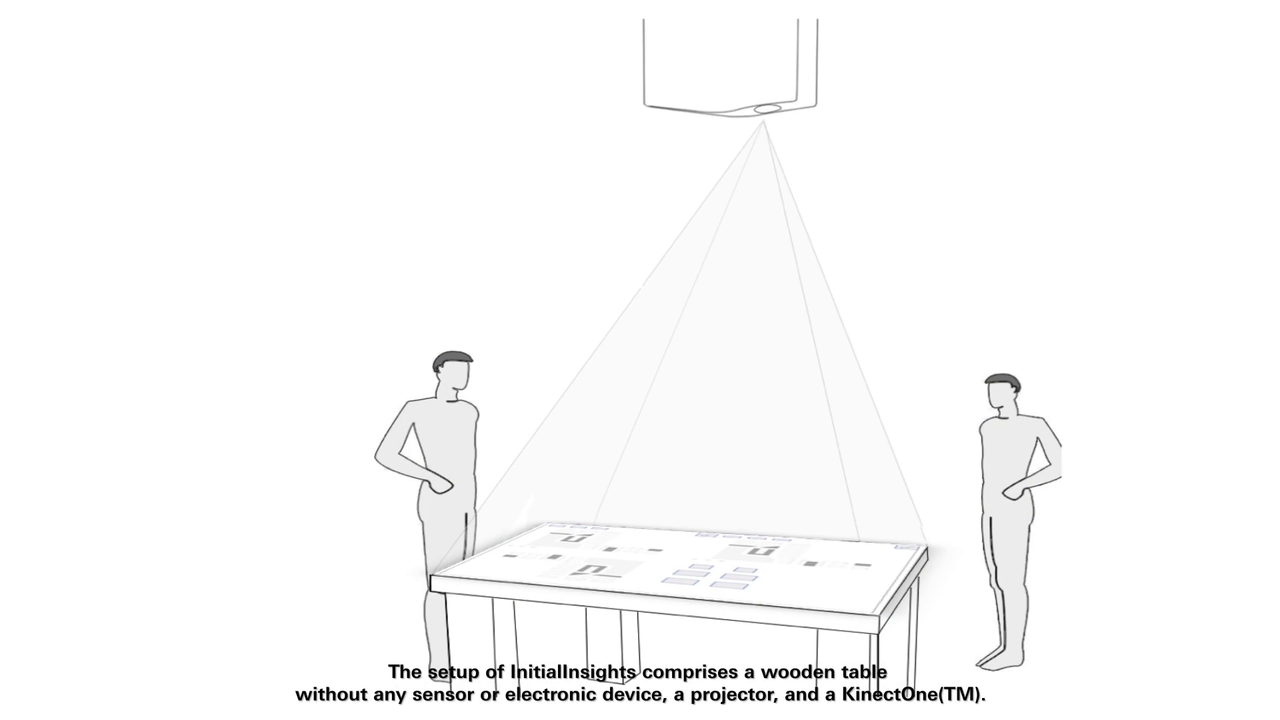 The setup of InitialInsights comprises a wooden table
without any sensor or electronic device, a projector, and a KinectOne(TM).